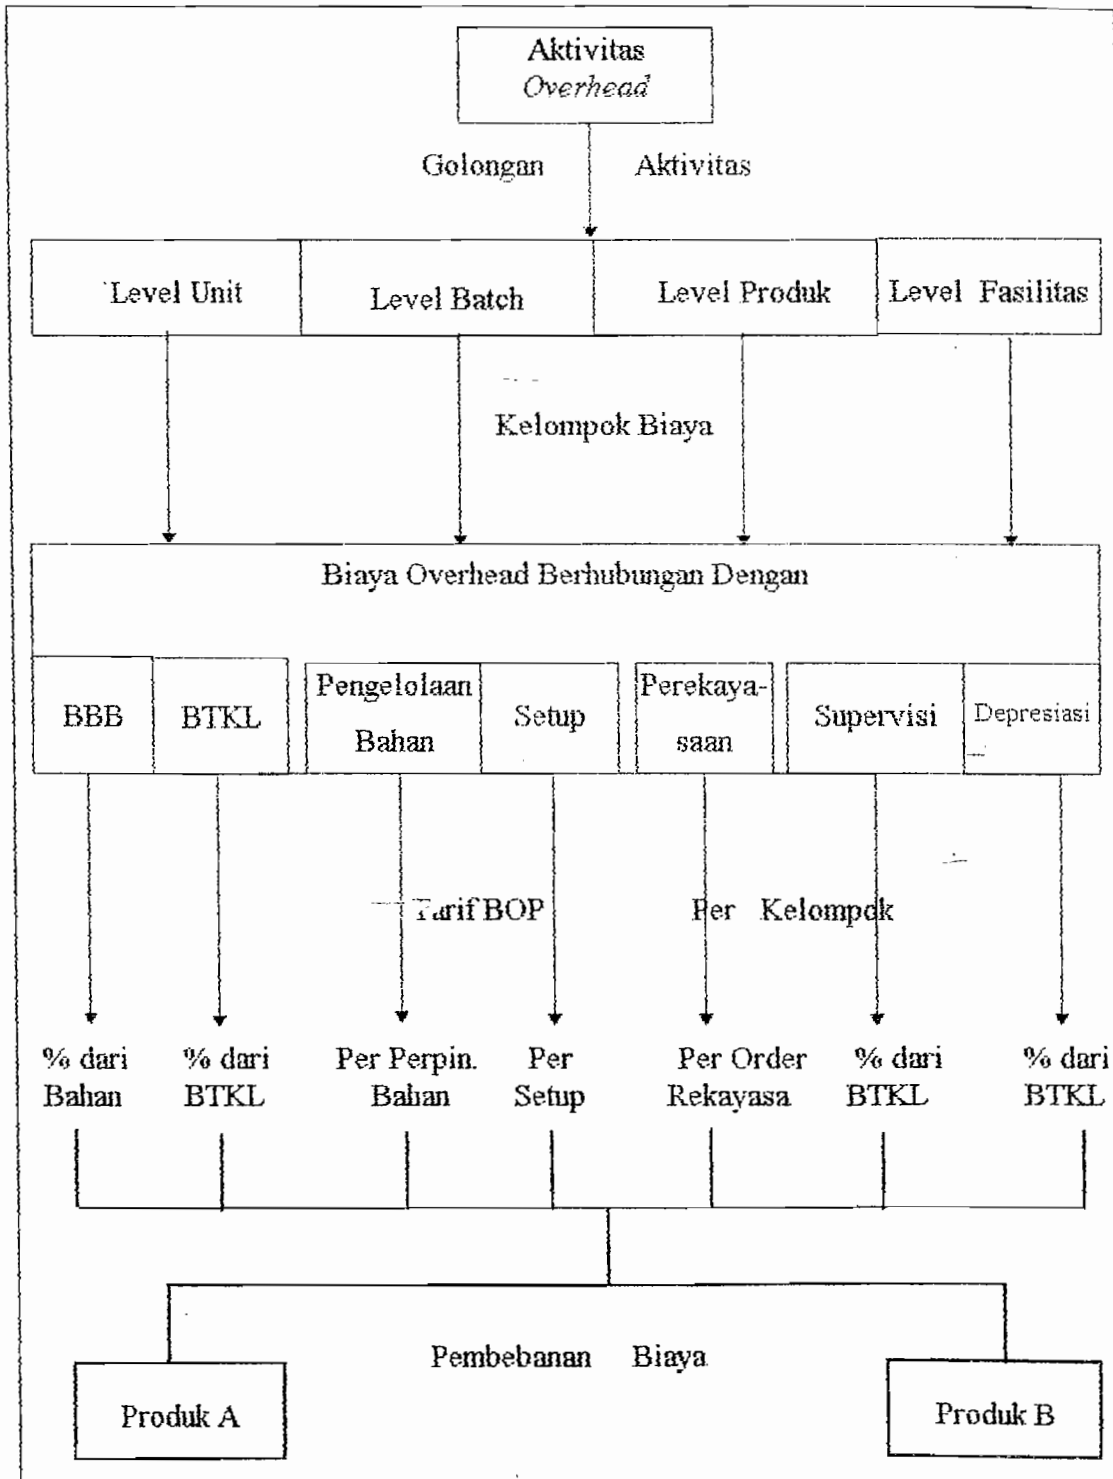 Aktivitas
Overhead
Golongan Aktivitas
Level Unit
Level Batch
Level Produk
Level Fasilitas
Kelompok Biaya
Biaya Overhead Berhubungan Dengan
BBB
BTKL
Pengelolaan
Bahan
Setup
Perekaya-
saan
Supervisi
Depresiasi
Tarif BOP Per Kelompok
% dari
Bahan
% dari
BTKL
Per Perpin.
Bahan
Per
Setup
Per Order
Rekayasa
% dari
BTKL
% dari
BTKL
Pembebanan Biaya
Produk A
Produk B